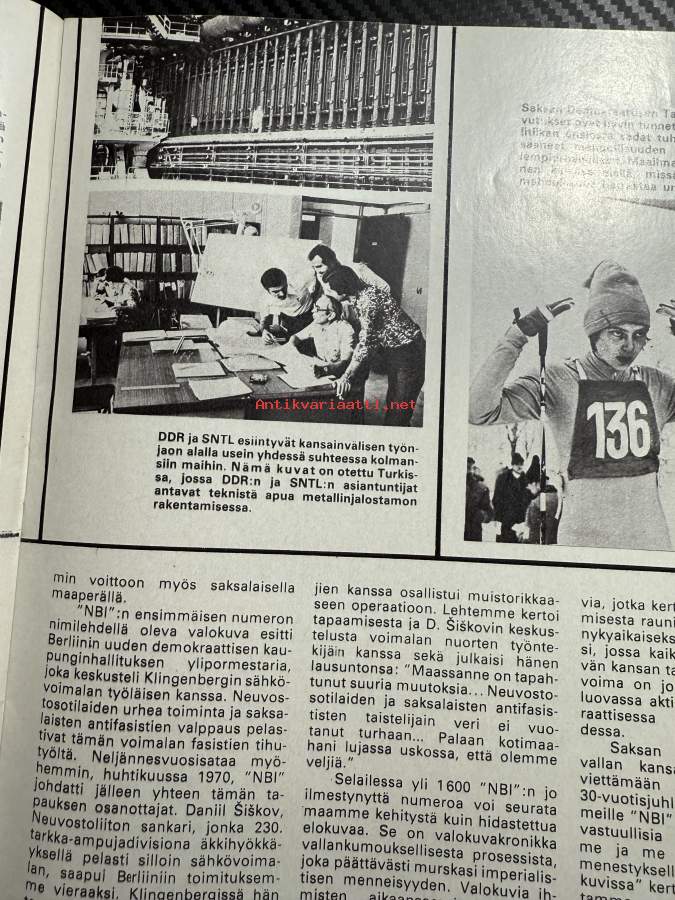 Antikvariaatti.net
DDR ja SNTL esiintyvät kansainvälisen työn-
jaon alalla usein yhdessä suhteessa kolman-
siin maihin. Nämä kuvat on otettu Turkis-
sa, jossa DDR:n ja SNTL:n asiantuntijat
antavat teknistä apua metallinjalostamon
rakentamisessa.
136
min voittoon myös saksalaisella
maaperällä.
"NBI":n ensimmäisen numeron
nimilehdellä oleva valokuva esitti
Berliinin uuden demokraattisen kau-
punginhallituksen ylipormestaria,
joka keskusteli Klingenbergin sähkö-
voimalan työläisen kanssa. Neuvos-
tosotilaiden urhea toiminta ja saksa-
laisten antifasistien valppaus pelas-
tivat tämän voimalan fasistien tihu-
työltä. Neljännesvuosisataa myö-
hemmin, huhtikuussa 1970, "NBI"
johdatti jälleen yhteen tämän ta-
pauksen osanottajat. Daniil Šiškov,
Neuvostoliiton sankari, jonka 230.
tarkka-ampujadivisiona äkkihyökkä-
yksellä pelasti silloin sähkövoima-
lan, saapui Berliiniin toimituksem-
me vieraaksi. Klingenbergissä hän
jien kanssa osallistui muistorikkaa-
seen operaatioon. Lehtemme kertoi
tapaamisesta ja D. Šiškovin keskus-
telusta voimalan nuorten työnte-
kijäin kanssa sekä julkaisi hänen
lausuntonsa: "Maassanne on tapah-
tunut suuria muutoksia... Neuvosto-
sotilaiden ja saksalaisten antifasis-
tisten taistelijain veri ei vuo-
tanut turhaan... Palaan kotimaa-
hani lujassa uskossa, että olemme
veljiä."
Selailessa yli 1600 "NBI":n jo
ilmestynyttä numeroa voi seurata
maamme kehitystä kuin hidastettua
elokuvaa. Se on valokuvakronikka
vallankumouksellisesta prosessista,
joka päättävästi murskasi imperialis-
tisen menneisyyden. Valokuvia ih-
misten
via, jotka kert
misesta rauni
nykyaikaiseks
si, jossa kaik
vän kansan ta
voima on jo
luovassa akti
raattisessa
dessa.
Saksan
vallan kansa
viettämään
30-vuotisjuhl
meille "NBI"
vastuullisia
me ja me
menestyksell
kuvissa" kert